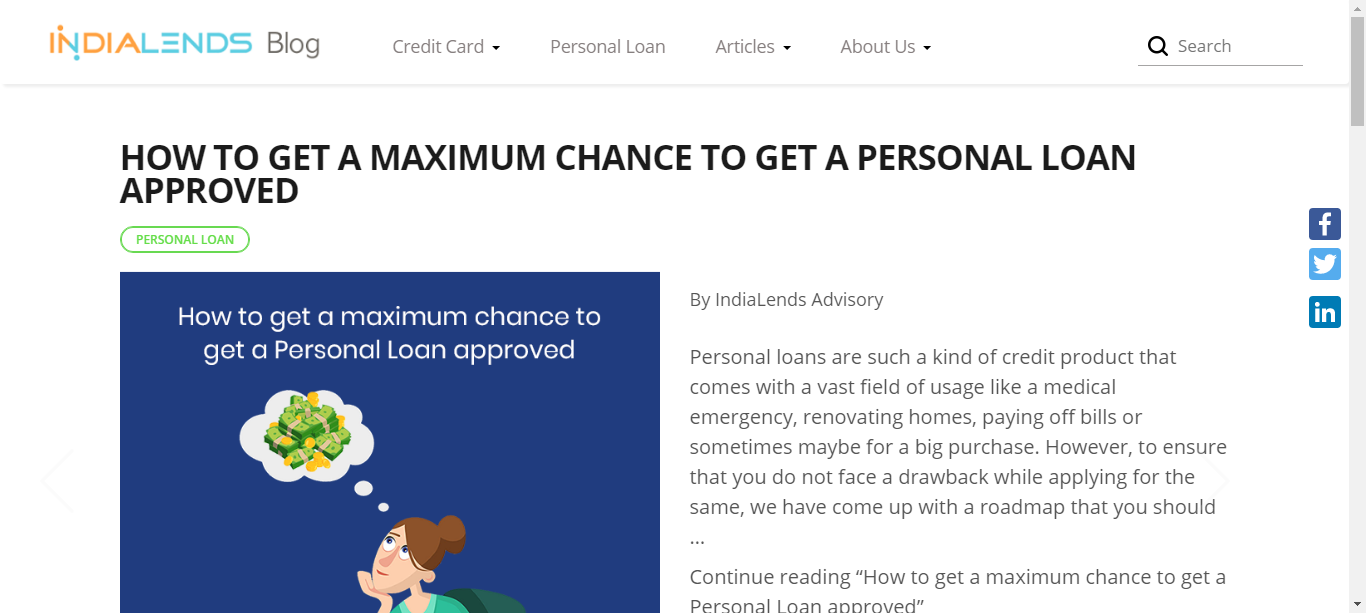 INDIALENDS Blog
Credit Card
Personal Loan
Articles
About Us
Search
HOW TO GET A MAXIMUM CHANCE TO GET A PERSONAL LOAN
APPROVED
PERSONAL LOAN
How to get a maximum chance to
get a Personal Loan approved
By IndiaLends Advisory
Personal loans are such a kind of credit product that
comes with a vast field of usage like a medical
emergency, renovating homes, paying off bills or
sometimes maybe for a big purchase. However, to ensure
that you do not face a drawback while applying for the
same, we have come up with a roadmap that you should
...
Continue reading “How to get a maximum chance to get a
Personal Loan approved”
f
in